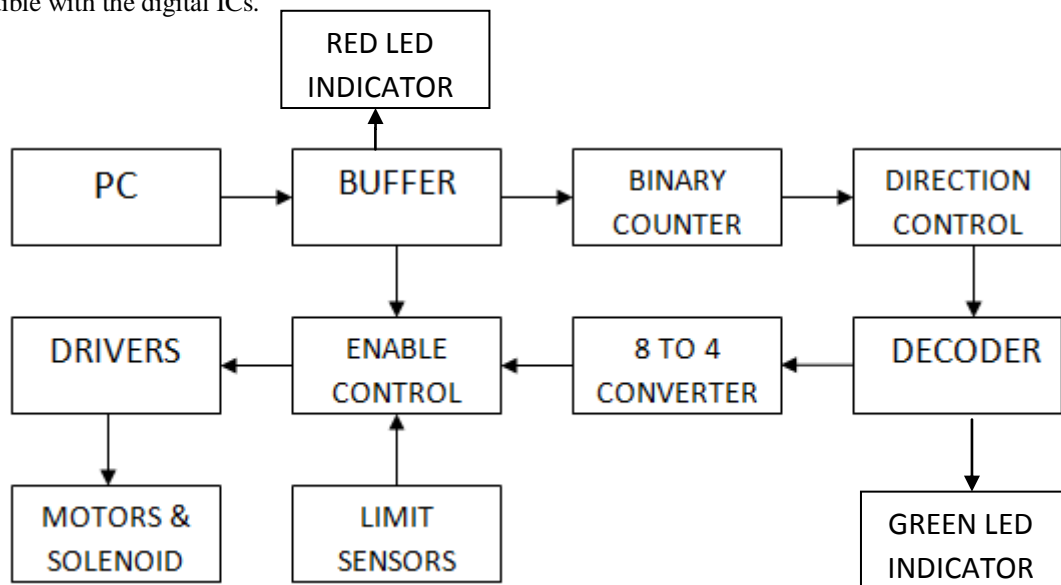 with the digital ICs.
RED LED
INDICATOR
PC
BUFFER
BINARY
COUNTER
DIRECTION
CONTROL
DRIVERS
ENABLE
CONTROL
8 TO 4
CONVERTER
DECODER
MOTORS &
SOLENOID
LIMIT
SENSORS
GREEN LED
INDICATOR